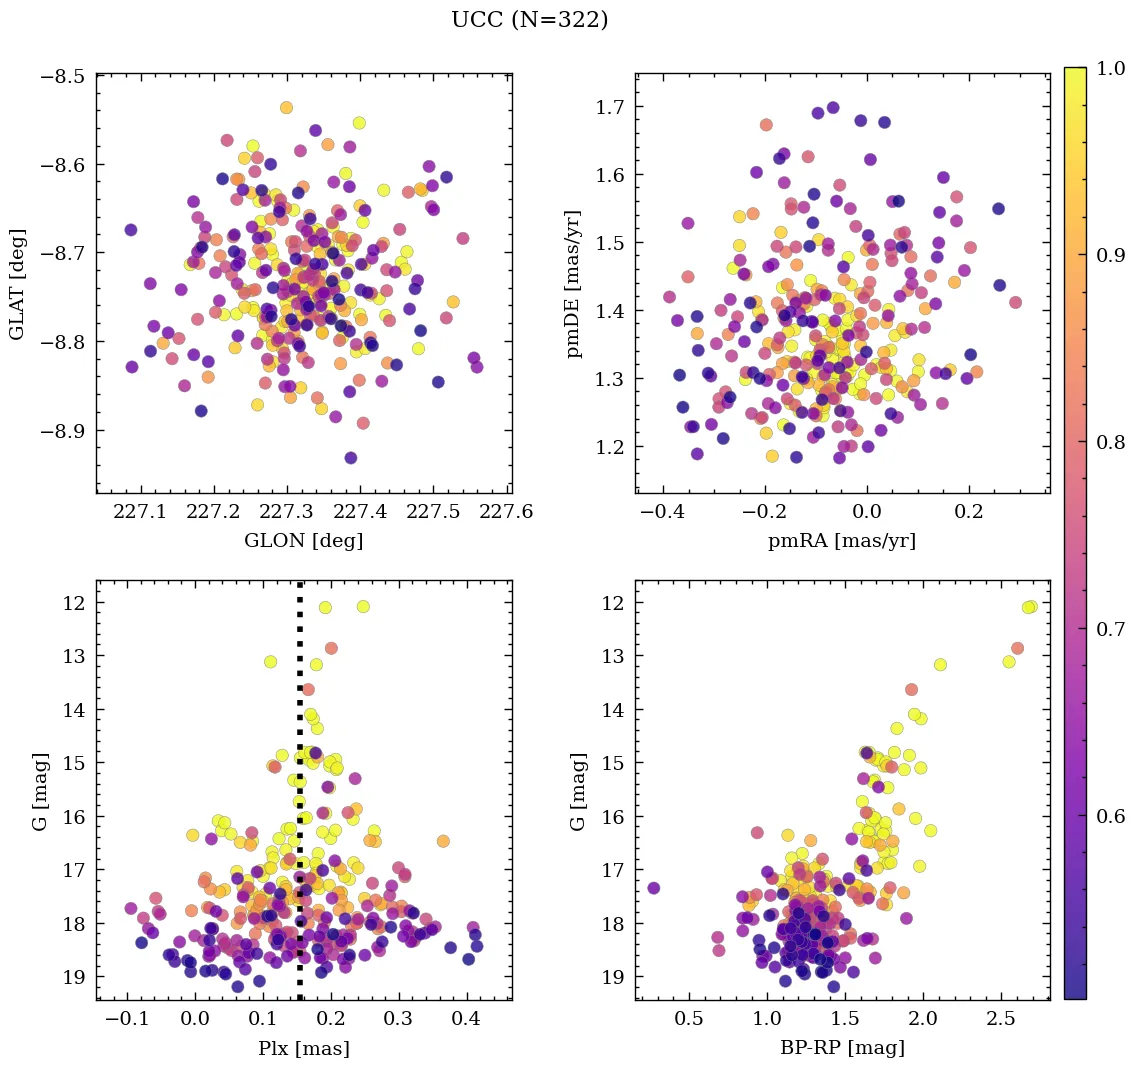 UCC (N=322)
−8.5
−8.6
−8.7
−8.8
−8.9
GLAT [deg]
227.1 227.2 227.3 227.4 227.5 227.6
GLON [deg]
1.7
1.6
1.5
1.4
1.3
1.2
pmDE [mas/yr]
−0.4 −0.2 0.0 0.2
pmRA [mas/yr]
12
13
14
15
16
17
18
19
G [mag]
−0.1 0.0 0.1 0.2 0.3 0.4
Plx [mas]
12
13
14
15
16
17
18
19
G [mag]
0.5 1.0 1.5 2.0 2.5
BP-RP [mag]
1.0
0.9
0.8
0.7
0.6